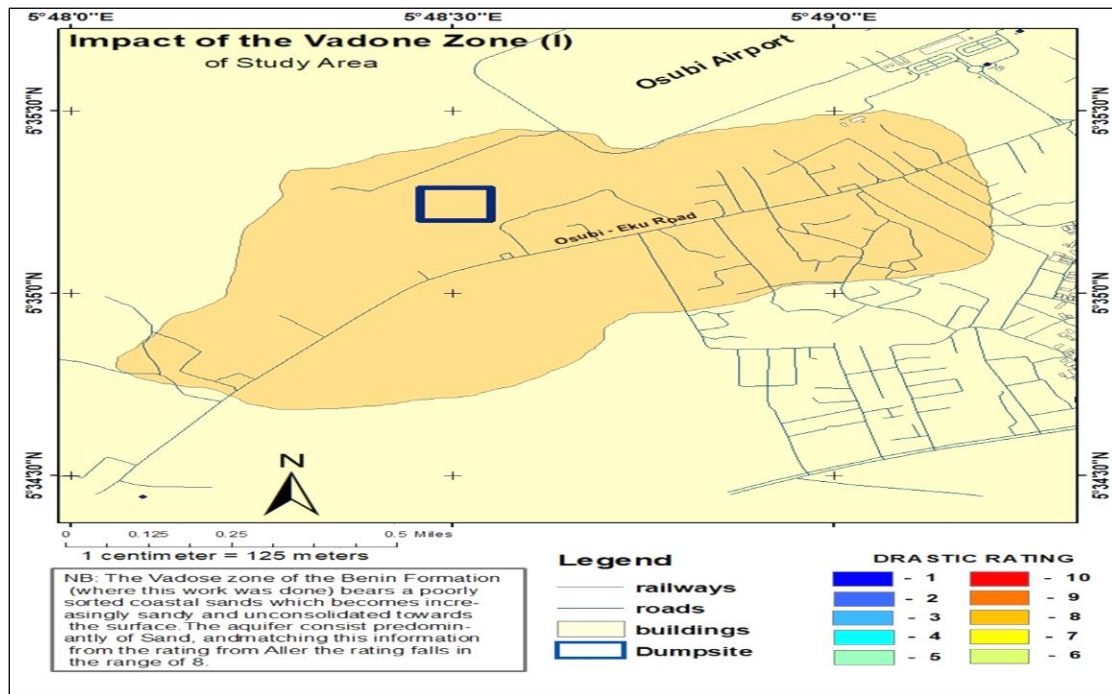 5°48'0"E
5°48'30"E
5°49'0"E
Impact of the Vadone Zone (I)
of Study Area
Osubi Airport
5°35'30"N
5°35'30"N
Osubi - Eku Road
5°35'0"N
5°35'0"N
5°34'30"N
5°34'30"N
N
0
0.125
0.25
0.5 Miles
1 centimeter = 125 meters
NB: The Vadose zone of the Benin Formation
(where this work was done) bears a poorly
sorted coastal sands which becomes incre-
asingly sandy and unconsolidated towards
the surface. The aquifer consist predomin-
antly of Sand, andmatching this information
from the rating from Aller the rating falls in
the range of 8.
Legend
railways
roads
buildings
Dumpsite
DRASTIC RATING
- 1
- 2
- 3
- 4
- 5
- 10
- 9
- 8
- 7
- 6